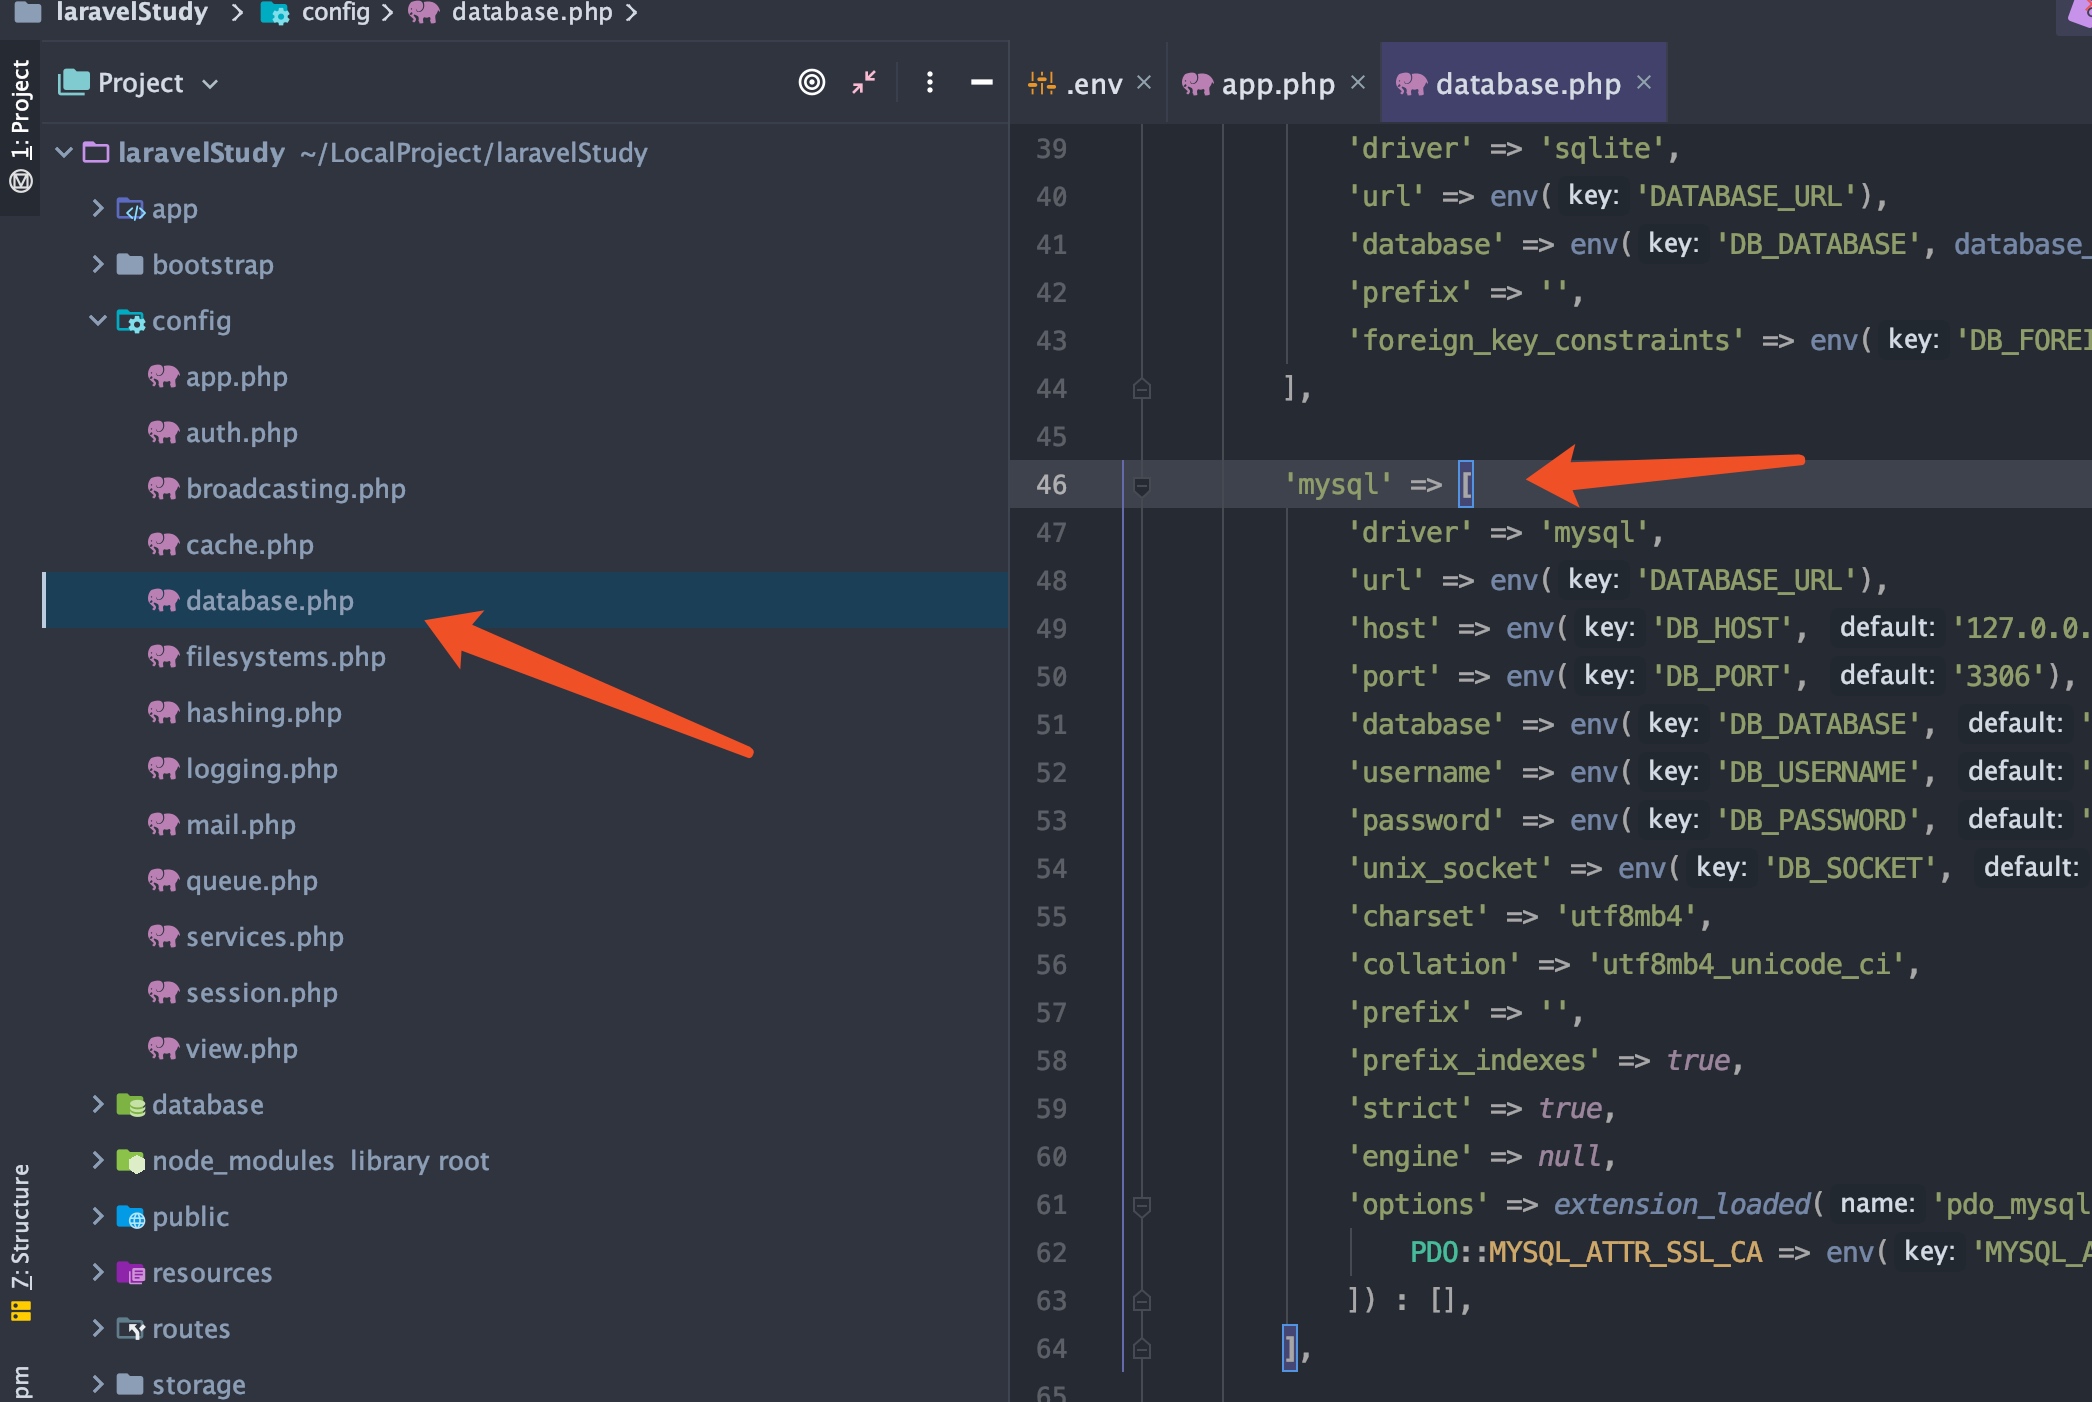 laravelStudy > config > database.php >
1: Project
Project
laravelStudy ~/LocalProject/laravelStudy
app
bootstrap
config
app.php
auth.php
broadcasting.php
cache.php
database.php
filesystems.php
hashing.php
logging.php
mail.php
queue.php
services.php
session.php
view.php
database
node_modules library root
public
resources
routes
storage
7: Structure
pm
.env
app.php
database.php
39 'driver' => 'sqlite',
40 'url' => env( key: 'DATABASE_URL'),
41 'database' => env( key: 'DB_DATABASE', database_
42 'prefix' => '',
43 'foreign_key_constraints' => env( key: 'DB_FOREI
44 ],
45
46 'mysql' => [
47 'driver' => 'mysql',
48 'url' => env( key: 'DATABASE_URL'),
49 'host' => env( key: 'DB_HOST', default: '127.0.0.
50 'port' => env( key: 'DB_PORT', default: '3306'),
51 'database' => env( key: 'DB_DATABASE', default: '
52 'username' => env( key: 'DB_USERNAME', default: '
53 'password' => env( key: 'DB_PASSWORD', default: '
54 'unix_socket' => env( key: 'DB_SOCKET', default:
55 'charset' => 'utf8mb4',
56 'collation' => 'utf8mb4_unicode_ci',
57 'prefix' => '',
58 'prefix_indexes' => true,
59 'strict' => true,
60 'engine' => null,
61 'options' => extension_loaded( name: 'pdo_mysql
62 PDO::MYSQL_ATTR_SSL_CA => env( key: 'MYSQL_A
63 ]) : [],
64 ],
65